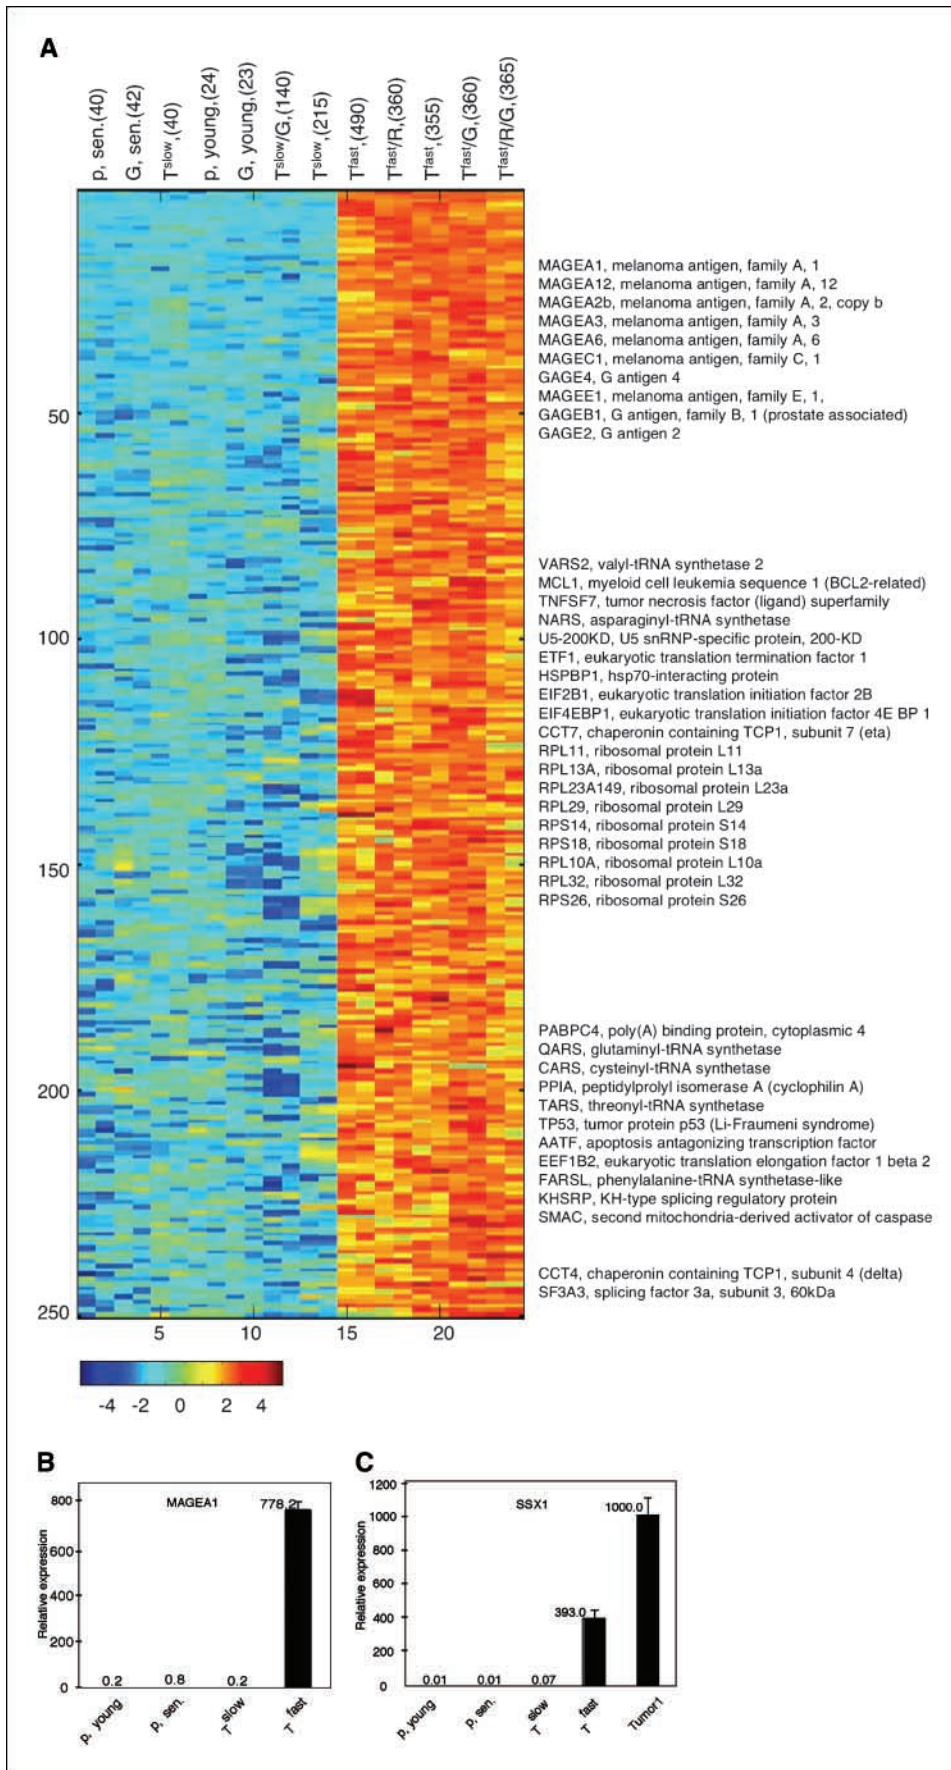 A
p, sen.(40)
G, sen.(42)
Tslow,(40)
p, young,(24)
G, young,(23)
Tslow/G,(140)
Tslow,(215)
Tfast,(490)
Tfast/R,(360)
Tfast,(355)
Tfast/G,(360)
Tfast/R/G,(365)
MAGEA1, melanoma antigen, family A, 1
MAGEA12, melanoma antigen, family A, 12
MAGEA2b, melanoma antigen, family A, 2, copy b
MAGEA3, melanoma antigen, family A, 3
MAGEA6, melanoma antigen, family A, 6
MAGEC1, melanoma antigen, family C, 1
GAGE4, G antigen 4
MAGEE1, melanoma antigen, family E, 1,
50
GAGEB1, G antigen, family B, 1 (prostate associated)
GAGE2, G antigen 2
VARS2, valyl-tRNA synthetase 2
MCL1, myeloid cell leukemia sequence 1 (BCL2-related)
TNFSF7, tumor necrosis factor (ligand) superfamily
NARS, asparaginyl-tRNA synthetase
100
U5-200KD, U5 snRNP-specific protein, 200-KD
ETF1, eukaryotic translation termination factor 1
HSPBP1, hsp70-interacting protein
EIF2B1, eukaryotic translation initiation factor 2B
EIF4EBP1, eukaryotic translation initiation factor 4E BP 1
CCT7, chaperonin containing TCP1, subunit 7 (eta)
RPL11, ribosomal protein L11
RPL13A, ribosomal protein L13a
RPL23A149, ribosomal protein L23a
RPL29, ribosomal protein L29
RPS14, ribosomal protein S14
RPS18, ribosomal protein S18
150
RPL10A, ribosomal protein L10a
RPL32, ribosomal protein L32
RPS26, ribosomal protein S26
PABPC4, poly(A) binding protein, cytoplasmic 4
QARS, glutaminyl-tRNA synthetase
CARS, cysteinyl-tRNA synthetase
200
PPIA, peptidylprolyl isomerase A (cyclophilin A)
TARS, threonyl-tRNA synthetase
TP53, tumor protein p53 (Li-Fraumeni syndrome)
AATF, apoptosis antagonizing transcription factor
EEF1B2, eukaryotic translation elongation factor 1 beta 2
FARSL, phenylalanine-tRNA synthetase-like
KHSRP, KH-type splicing regulatory protein
SMAC, second mitochondria-derived activator of caspase
CCT4, chaperonin containing TCP1, subunit 4 (delta)
SF3A3, splicing factor 3a, subunit 3, 60kDa
250
5 10 15 20
-4 -2 0 2 4
B
MAGEA1
Relative expression
800
600
400
200
0
0.2
0.8
0.2
778.2
p, young
p, sen.
T slow
T fast
C
SSX1
Relative expression
1200
1000
800
600
400
200
0
0.01
0.01
0.07
393.0
1000.0
p, young
p, sen.
T slow
T fast
Tumor1